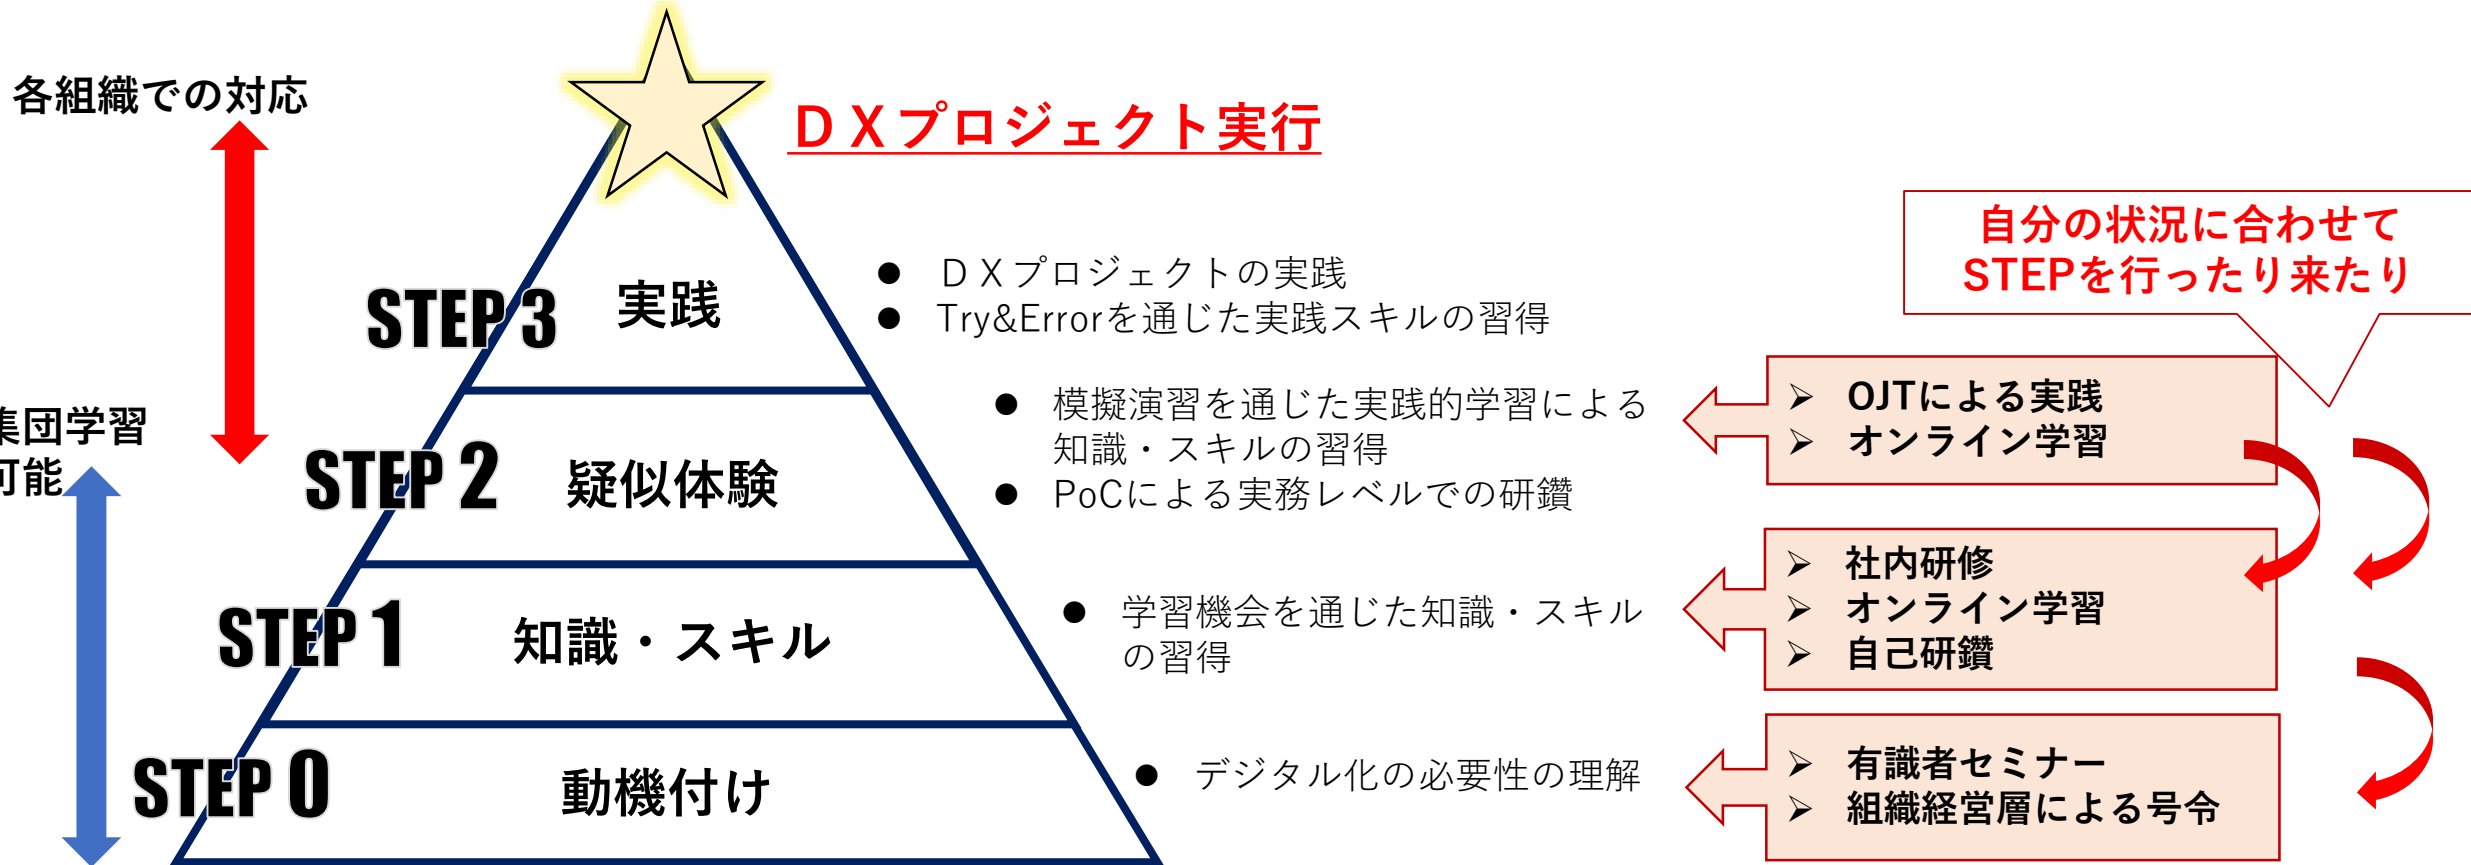 各組織での対応
DXプロジェクト実行
自分の状況に合わせて
STEPを行ったり来たり
STEP 3
実践
● DXプロジェクトの実践
● Try&Errorを通じた実践スキルの習得
集団学習
可能
STEP 2
疑似体験
● 模擬演習を通じた実践的学習による
知識・スキルの習得
● PoCによる実務レベルでの研鑽
➢ OJTによる実践
➢ オンライン学習
STEP 1
知識・スキル
● 学習機会を通じた知識・スキル
の習得
➢ 社内研修
➢ オンライン学習
➢ 自己研鑽
STEP 0
動機付け
● デジタル化の必要性の理解
➢ 有識者セミナー
➢ 組織経営層による号令